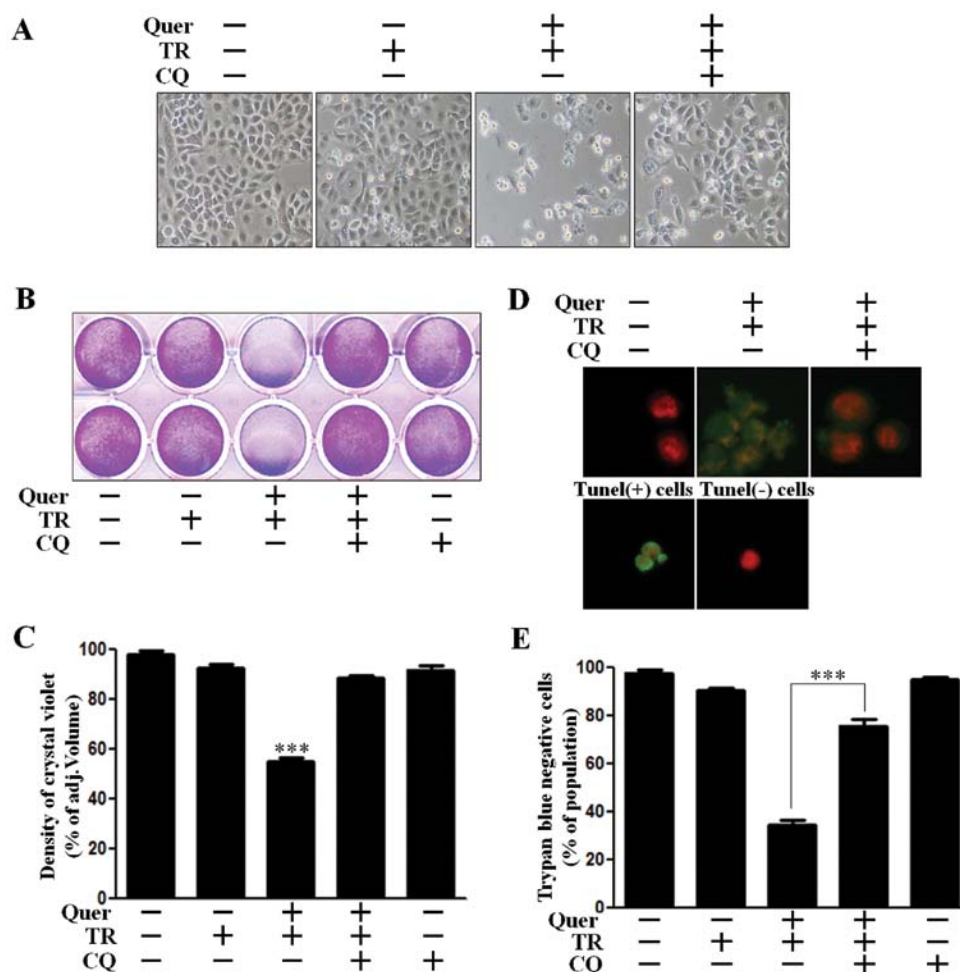 A
Quer − − + +
TR − + + +
CQ − − − +
B
Quer − − + + −
TR − + + + −
CQ − − − + +
C
Density of crystal violet
(% of adj.Volume)
100
80
60
40
20
0
***
Quer − − + + −
TR − + + + −
CQ − − − + +
D
Quer − + +
TR − + +
CQ − − +
Tunel(+) cells Tunel(-) cells
E
Trypan blue negative cells
(% of population)
100
80
60
40
20
0
***
Quer − − + + −
TR − + + + −
CQ − − − + +